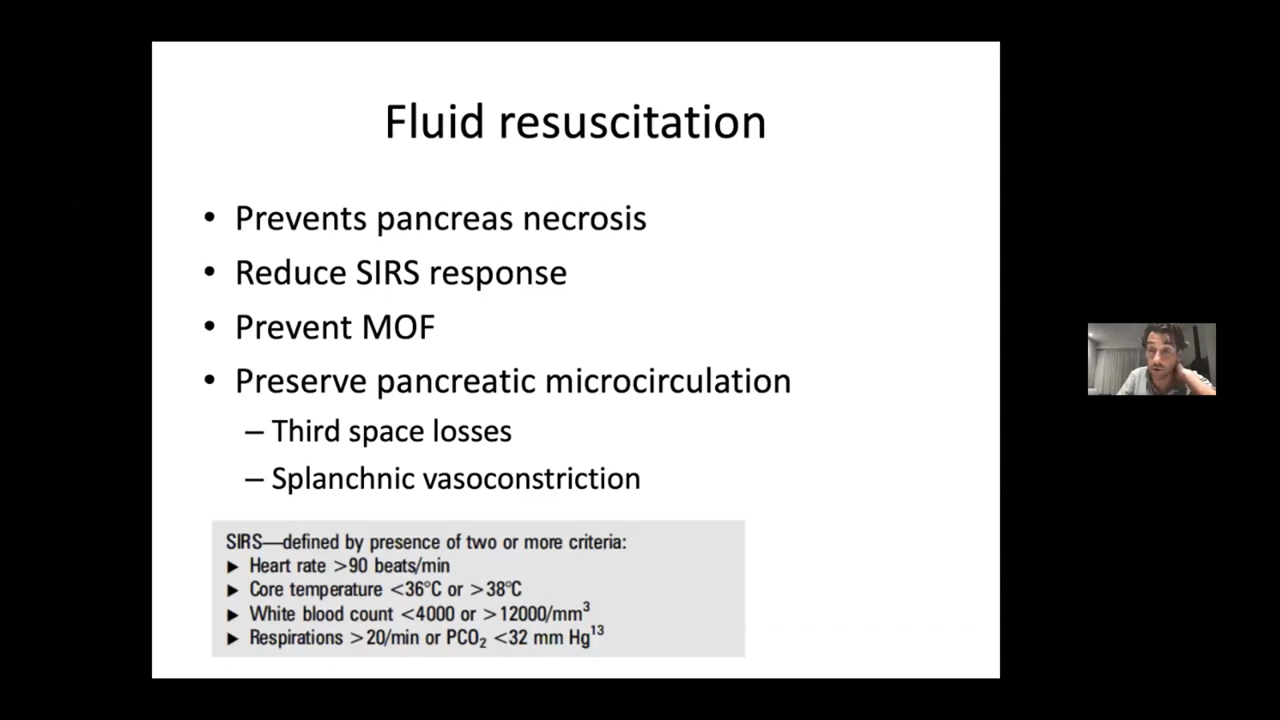 Fluid resuscitation
• Prevents pancreas necrosis
• Reduce SIRS response
• Prevent MOF
• Preserve pancreatic microcirculation
– Third space losses
– Splanchnic vasoconstriction
SIRS—defined by presence of two or more criteria:
▶ Heart rate >90 beats/min
▶ Core temperature <36°C or >38°C
▶ White blood count <4000 or >12000/mm³
▶ Respirations >20/min or PCO₂ <32 mm Hg¹³